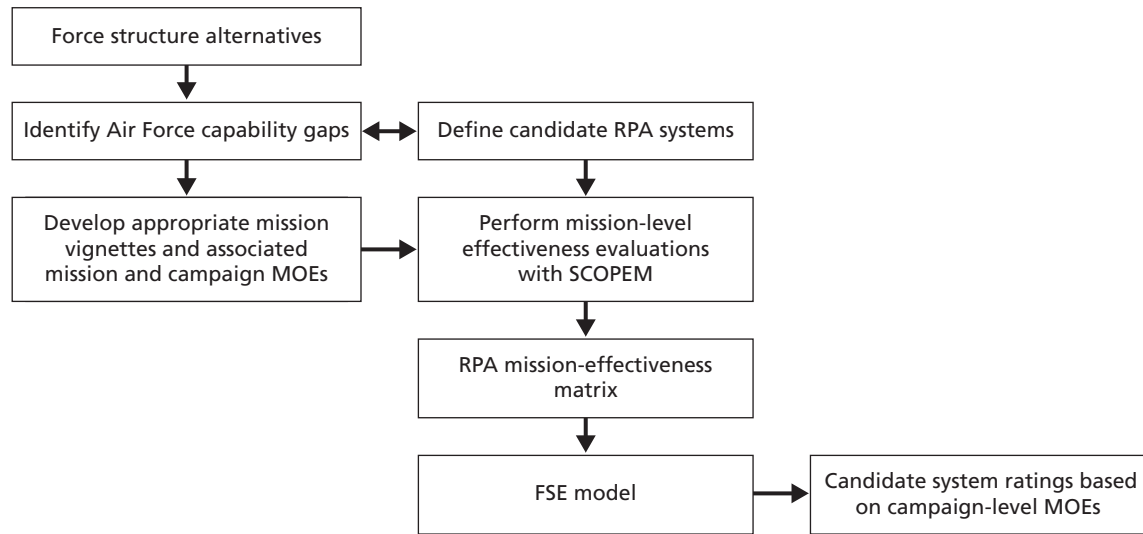 Force structure alternatives
Identify Air Force capability gaps
Define candidate RPA systems
Develop appropriate mission
vignettes and associated
mission and campaign MOEs
Perform mission-level
effectiveness evaluations
with SCOPEM
RPA mission-effectiveness
matrix
FSE model
Candidate system ratings based
on campaign-level MOEs